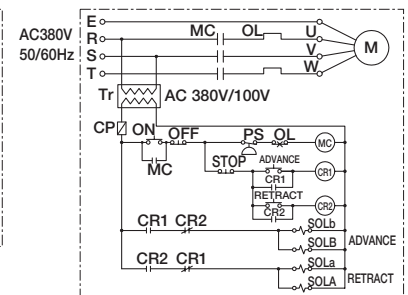 AC380V
50/60Hz
E
R
S
T
MC
OL
U
V
W
M
Tr
AC 380V/100V
CP
ON
OFF
MC
PS
OL
MC
STOP
ADVANCE
CR1
CR1
RETRACT
CR2
CR2
CR1
CR2
SOLb
SOLB
ADVANCE
CR2
CR1
SOLa
SOLA
RETRACT